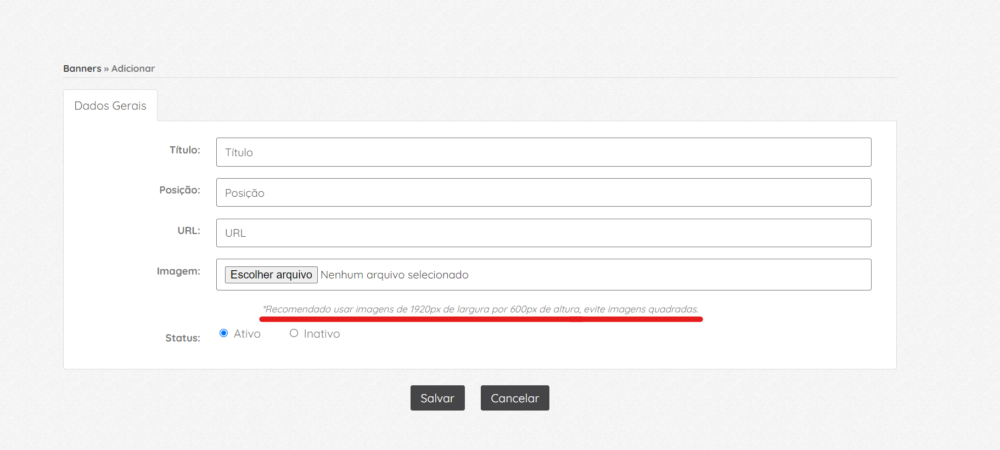 Banners » Adicionar
Dados Gerais
Título: Título
Posição: Posição
URL: URL
Imagem: Escolher arquivo Nenhum arquivo selecionado
*Recomendado usar imagens de 1920px de largura por 600px de altura, evite imagens quadradas.
Status: Ativo Inativo
Salvar Cancelar